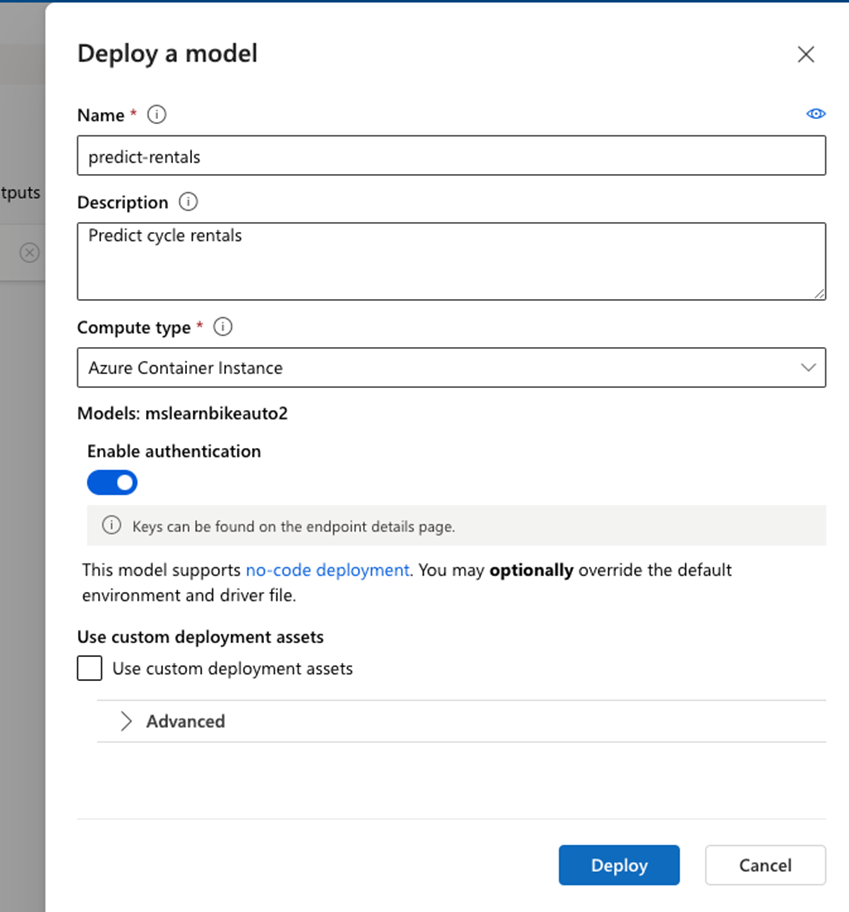 Deploy a model
Name *
predict-rentals
tputs
Description
Predict cycle rentals
Compute type *
Azure Container Instance
Models: mslearnbikeauto2
Enable authentication
Keys can be found on the endpoint details page.
This model supports no-code deployment. You may optionally override the default
environment and driver file.
Use custom deployment assets
Use custom deployment assets
Advanced
Deploy
Cancel